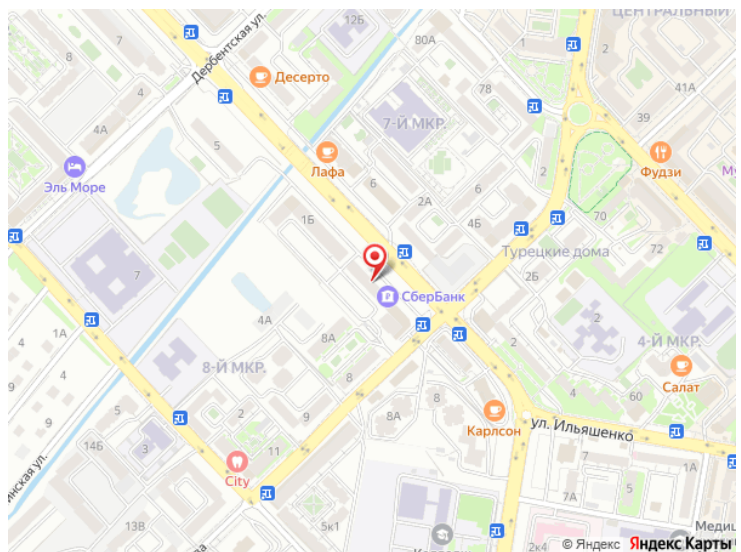 ЦЕНТРАЛЬНЫЙ
12Б
8
7
80А
1
Дербентская ул.
Десерто
2
78
41А
4
4А
5
7-Й МКР.
39
Эль Море
Лафа
6
6
2
Фудзи
2А
1Б
4Б
70
Турецкие дома
72
7
2Б
СберБанк
4А
1А
8А
2
4-Й МКР.
9
4
8-Й МКР.
2
Салат
8
4
60
2
9
5
8А
Карлсон
ул. Ильяшенко
14Б
3
11
City
1А
7А
5к1
13В
2к4
© Яндекс Яндекс Карты